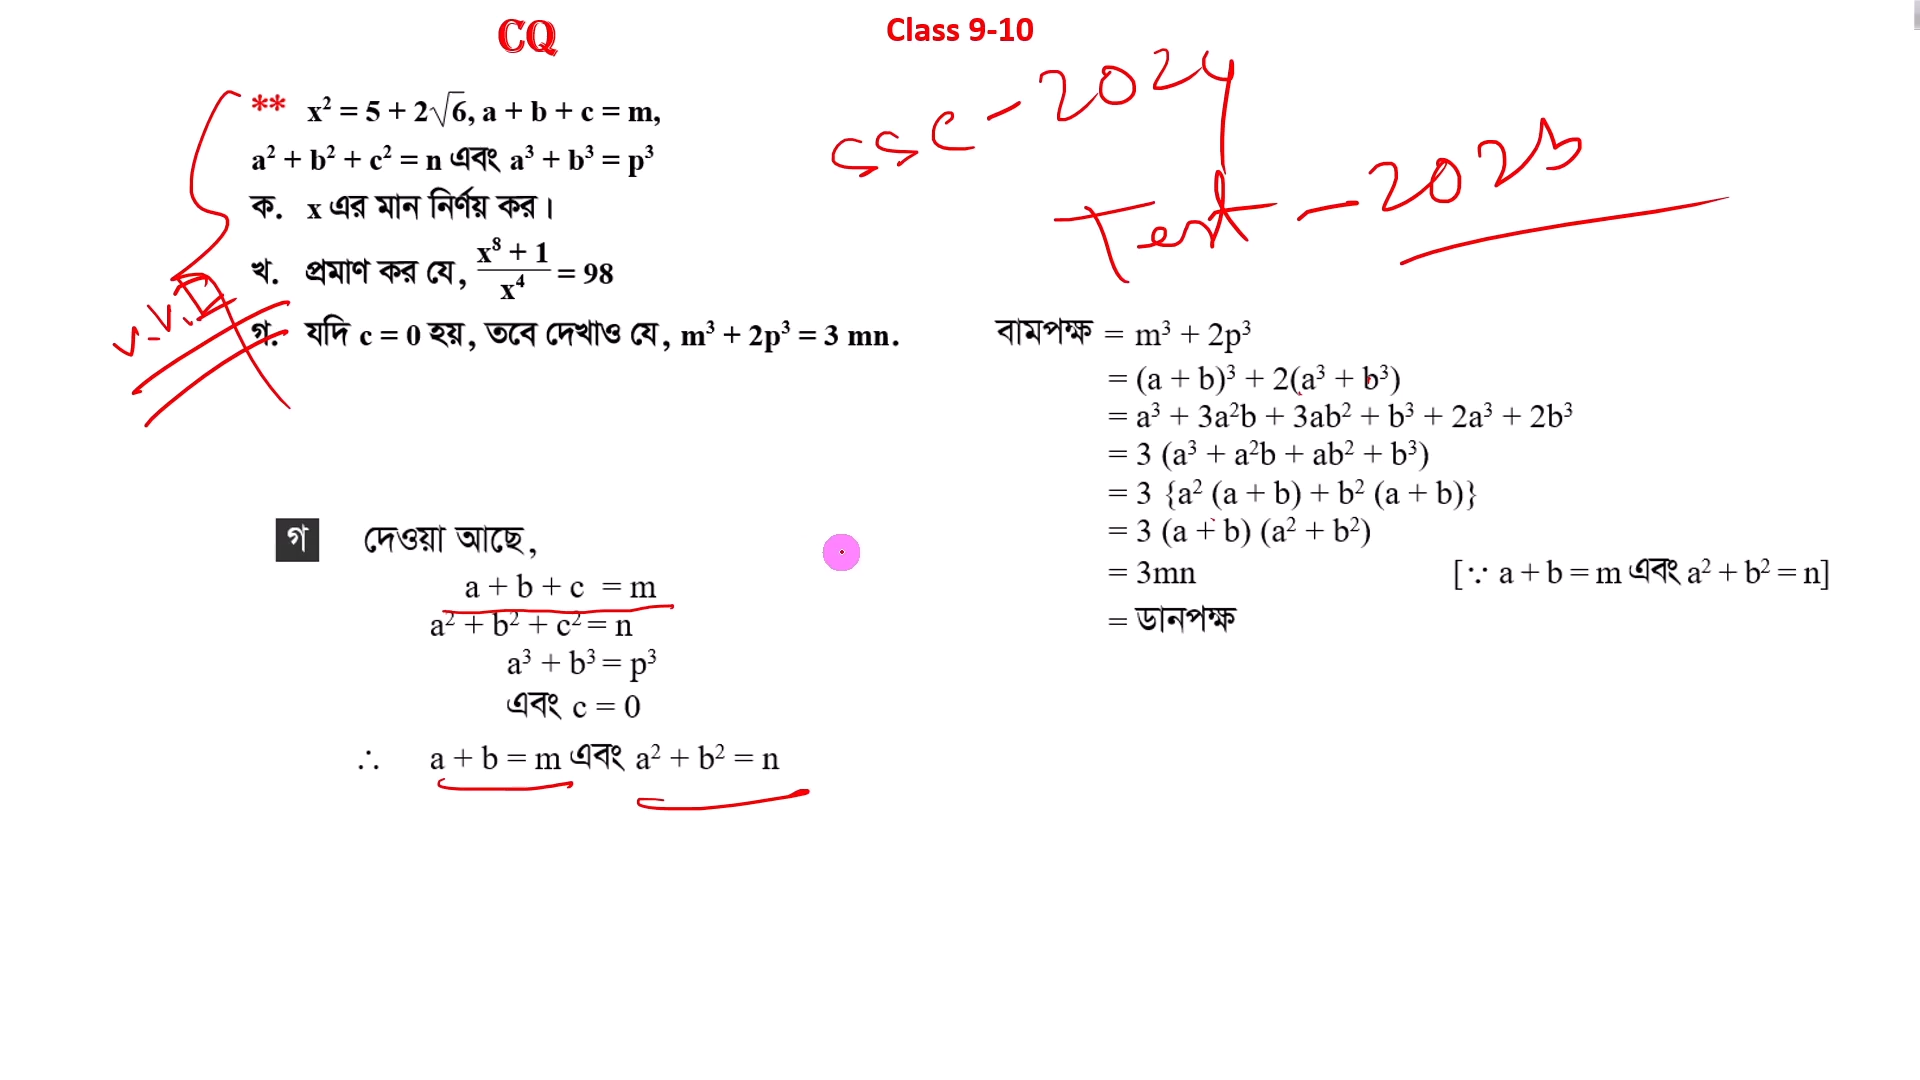 CQ
Class 9-10
SSC - 2024
Test - 2023
** x² = 5 + 2√6, a + b + c = m,
a² + b² + c² = n এবং a³ + b³ = p³
ক. x এর মান নির্ণয় কর।
খ. প্রমাণ কর যে, (x⁸ + 1)/x⁴ = 98
গ. যদি c = 0 হয়, তবে দেখাও যে, m³ + 2p³ = 3 mn.
v.v.I
গ দেওয়া আছে,
a + b + c = m
a² + b² + c² = n
a³ + b³ = p³
এবং c = 0
∴ a + b = m এবং a² + b² = n
বামপক্ষ = m³ + 2p³
= (a + b)³ + 2(a³ + b³)
= a³ + 3a²b + 3ab² + b³ + 2a³ + 2b³
= 3 (a³ + a²b + ab² + b³)
= 3 {a² (a + b) + b² (a + b)}
= 3 (a + b) (a² + b²)
= 3mn [∵ a + b = m এবং a² + b² = n]
= ডানপক্ষ